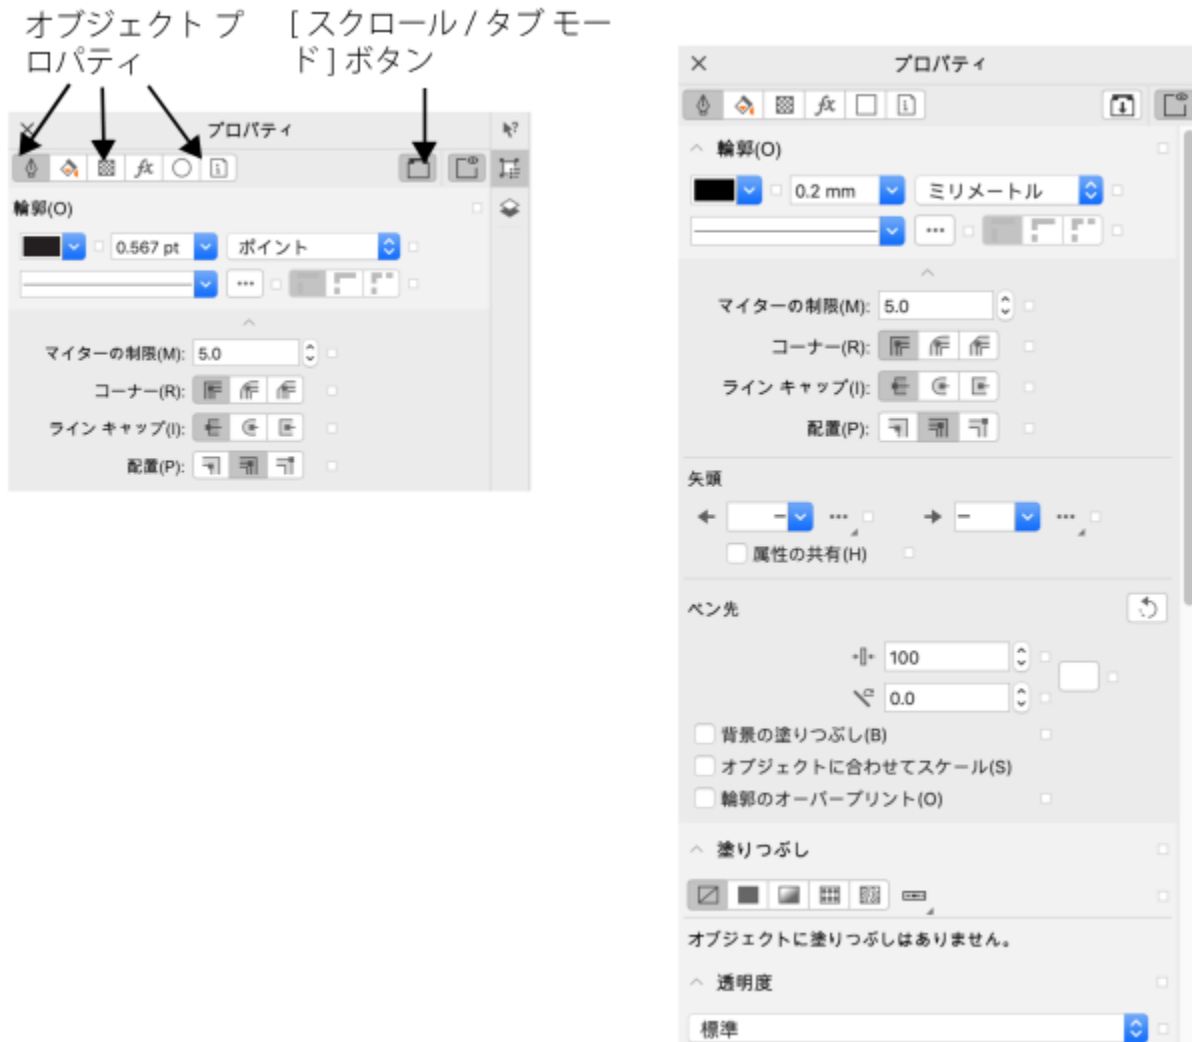 オブジェクト プ
ロパティ
[ スクロール / タブ モー
ド ] ボタン
プロパティ
fx
輪郭(O)
0.567 pt
ポイント
マイターの制限(M): 5.0
コーナー(R):
ライン キャップ(I):
配置(P):
プロパティ
fx
輪郭(O)
0.2 mm
ミリメートル
マイターの制限(M): 5.0
コーナー(R):
ライン キャップ(I):
配置(P):
矢頭
属性の共有(H)
ペン先
100
0.0
背景の塗りつぶし(B)
オブジェクトに合わせてスケール(S)
輪郭のオーバープリント(O)
塗りつぶし
オブジェクトに塗りつぶしはありません。
透明度
標準